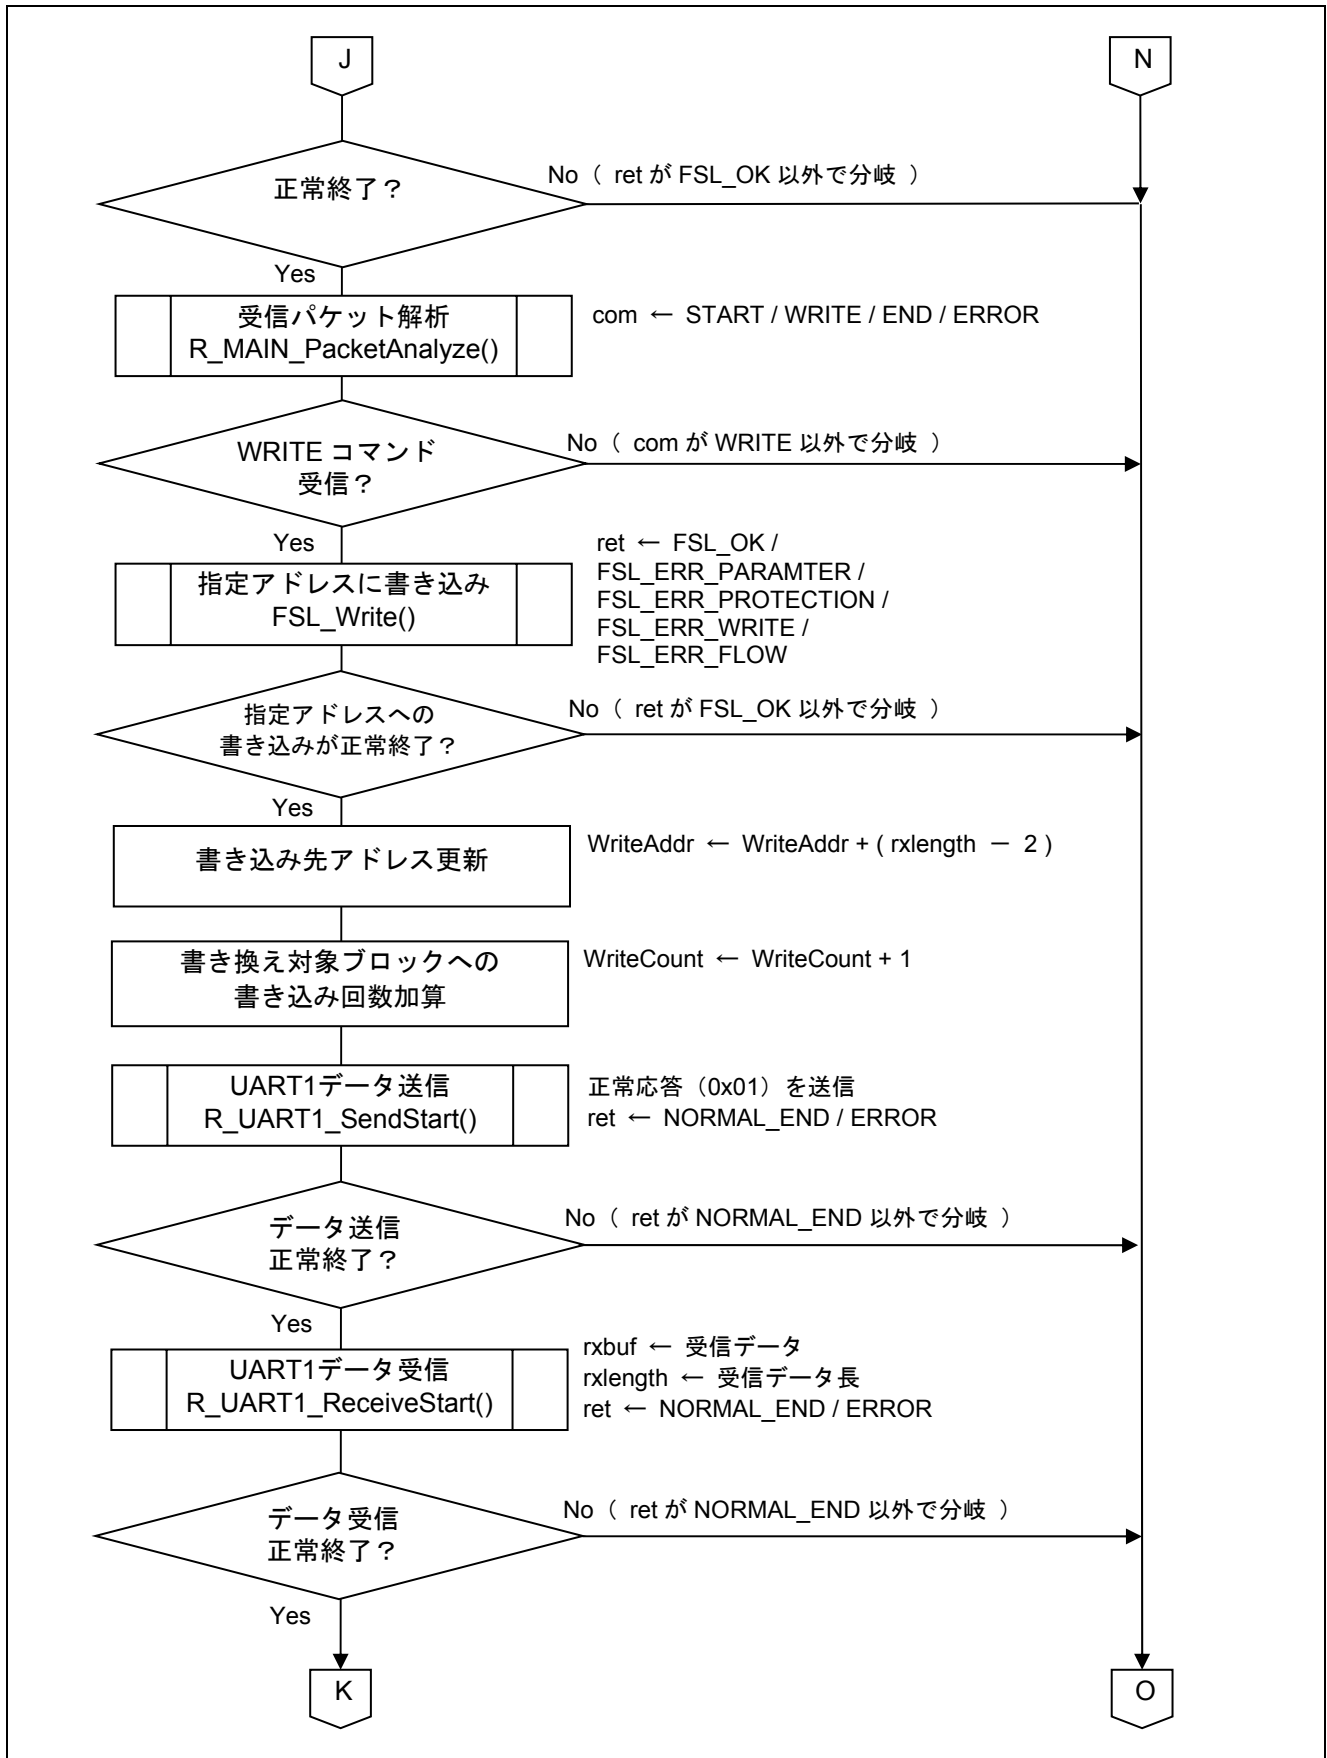 J
N
正常終了？
No（ ret が FSL_OK 以外で分岐 ）
Yes
受信パケット解析
R_MAIN_PacketAnalyze()
com ← START / WRITE / END / ERROR
WRITE コマンド
受信？
No（ com が WRITE 以外で分岐 ）
Yes
指定アドレスに書き込み
FSL_Write()
ret ← FSL_OK /
FSL_ERR_PARAMTER /
FSL_ERR_PROTECTION /
FSL_ERR_WRITE /
FSL_ERR_FLOW
指定アドレスへの
書き込みが正常終了？
No（ ret が FSL_OK 以外で分岐 ）
Yes
書き込み先アドレス更新
WriteAddr ← WriteAddr + ( rxlength － 2 )
書き換え対象ブロックへの
書き込み回数加算
WriteCount ← WriteCount + 1
UART1データ送信
R_UART1_SendStart()
正常応答（0x01）を送信
ret ← NORMAL_END / ERROR
データ送信
正常終了？
No（ ret が NORMAL_END 以外で分岐 ）
Yes
UART1データ受信
R_UART1_ReceiveStart()
rxbuf ← 受信データ
rxlength ← 受信データ長
ret ← NORMAL_END / ERROR
データ受信
正常終了？
No（ ret が NORMAL_END 以外で分岐 ）
Yes
K
O